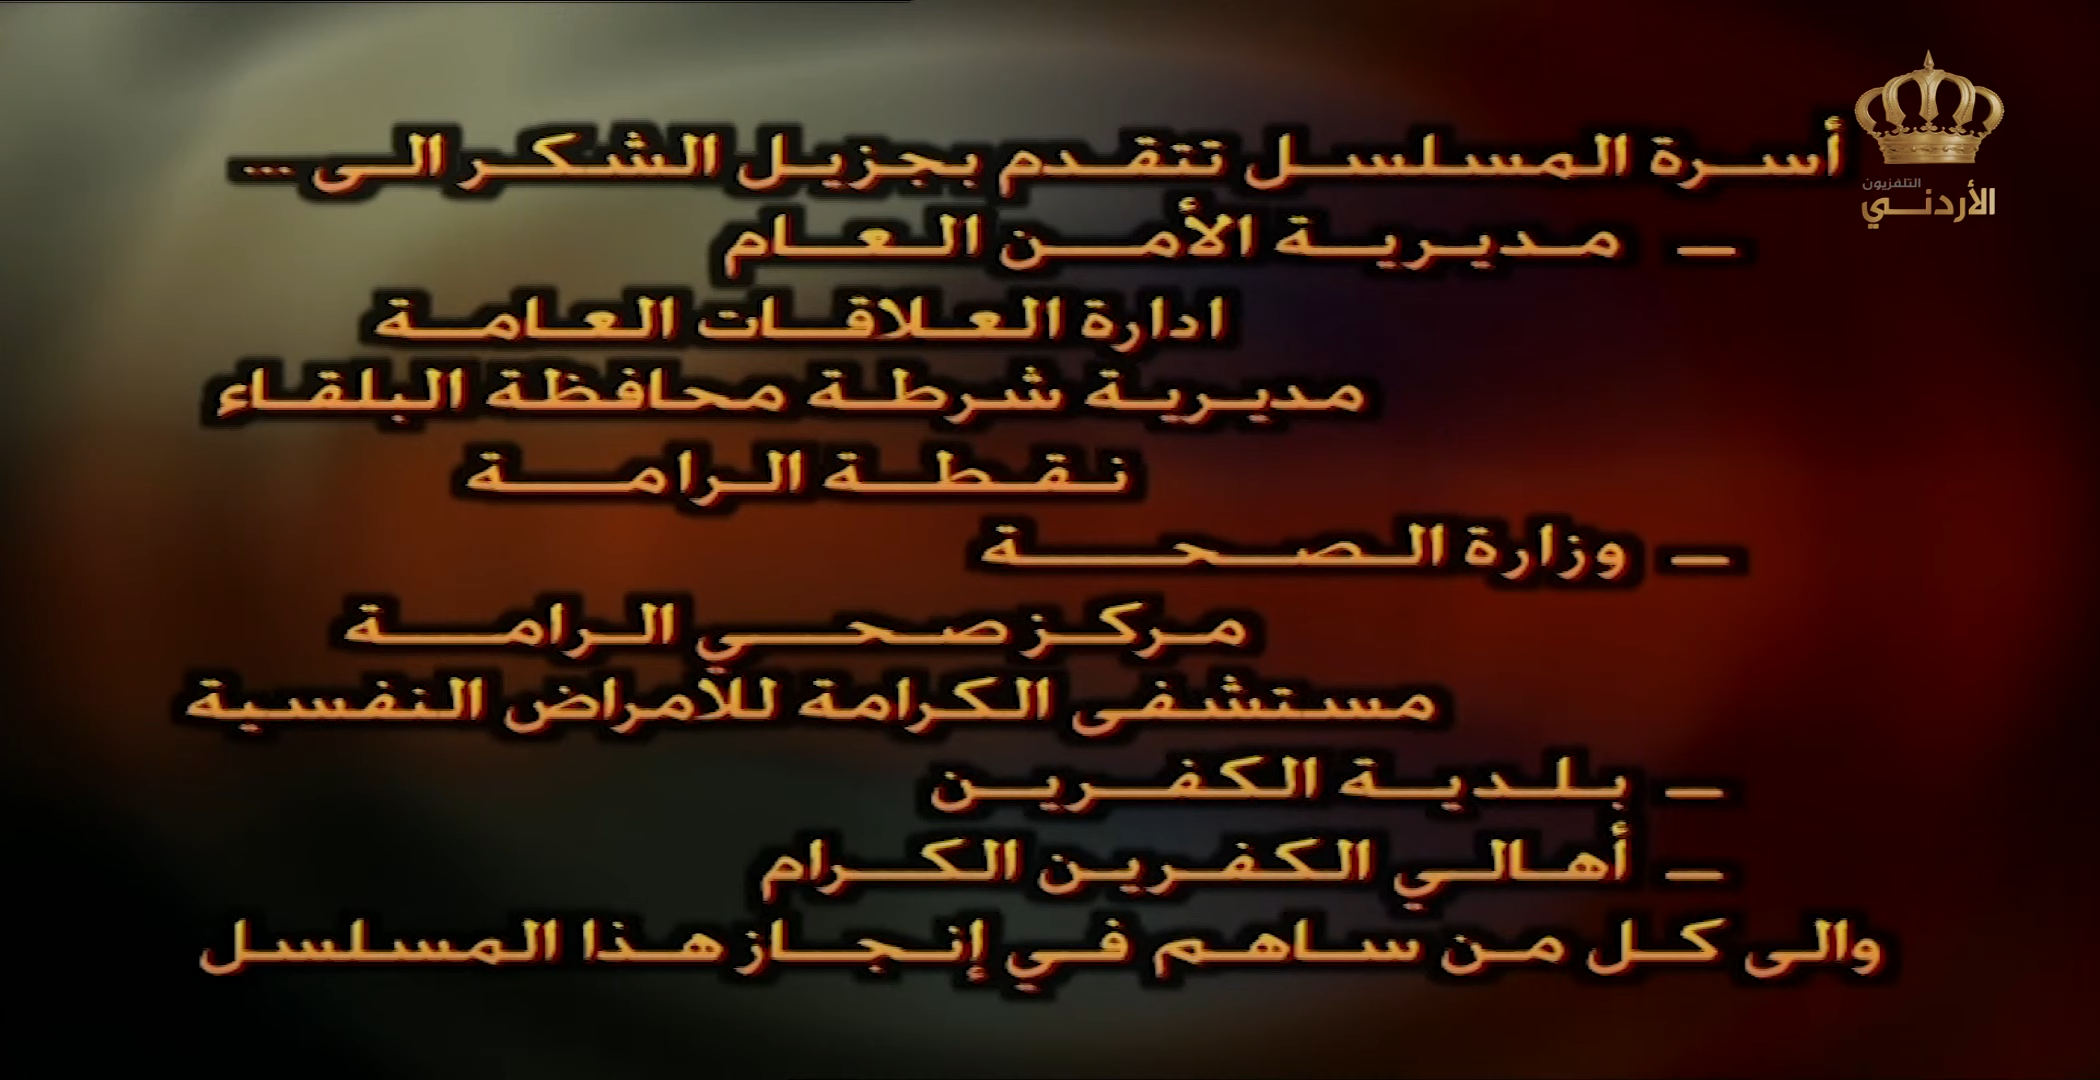 أسرة المسلسل تتقدم بجزيل الشكر الى ...
– مديرية الأمن العام
ادارة العلاقات العامة
مديرية شرطة محافظة البلقاء
نقطة الرامة
– وزارة الصحة
مركز صحي الرامة
مستشفى الكرامة للأمراض النفسية
– بلدية الكفرين
– أهالي الكفرين الكرام
والى كل من ساهم في إنجاز هذا المسلسل
التلفزيون
الأردني